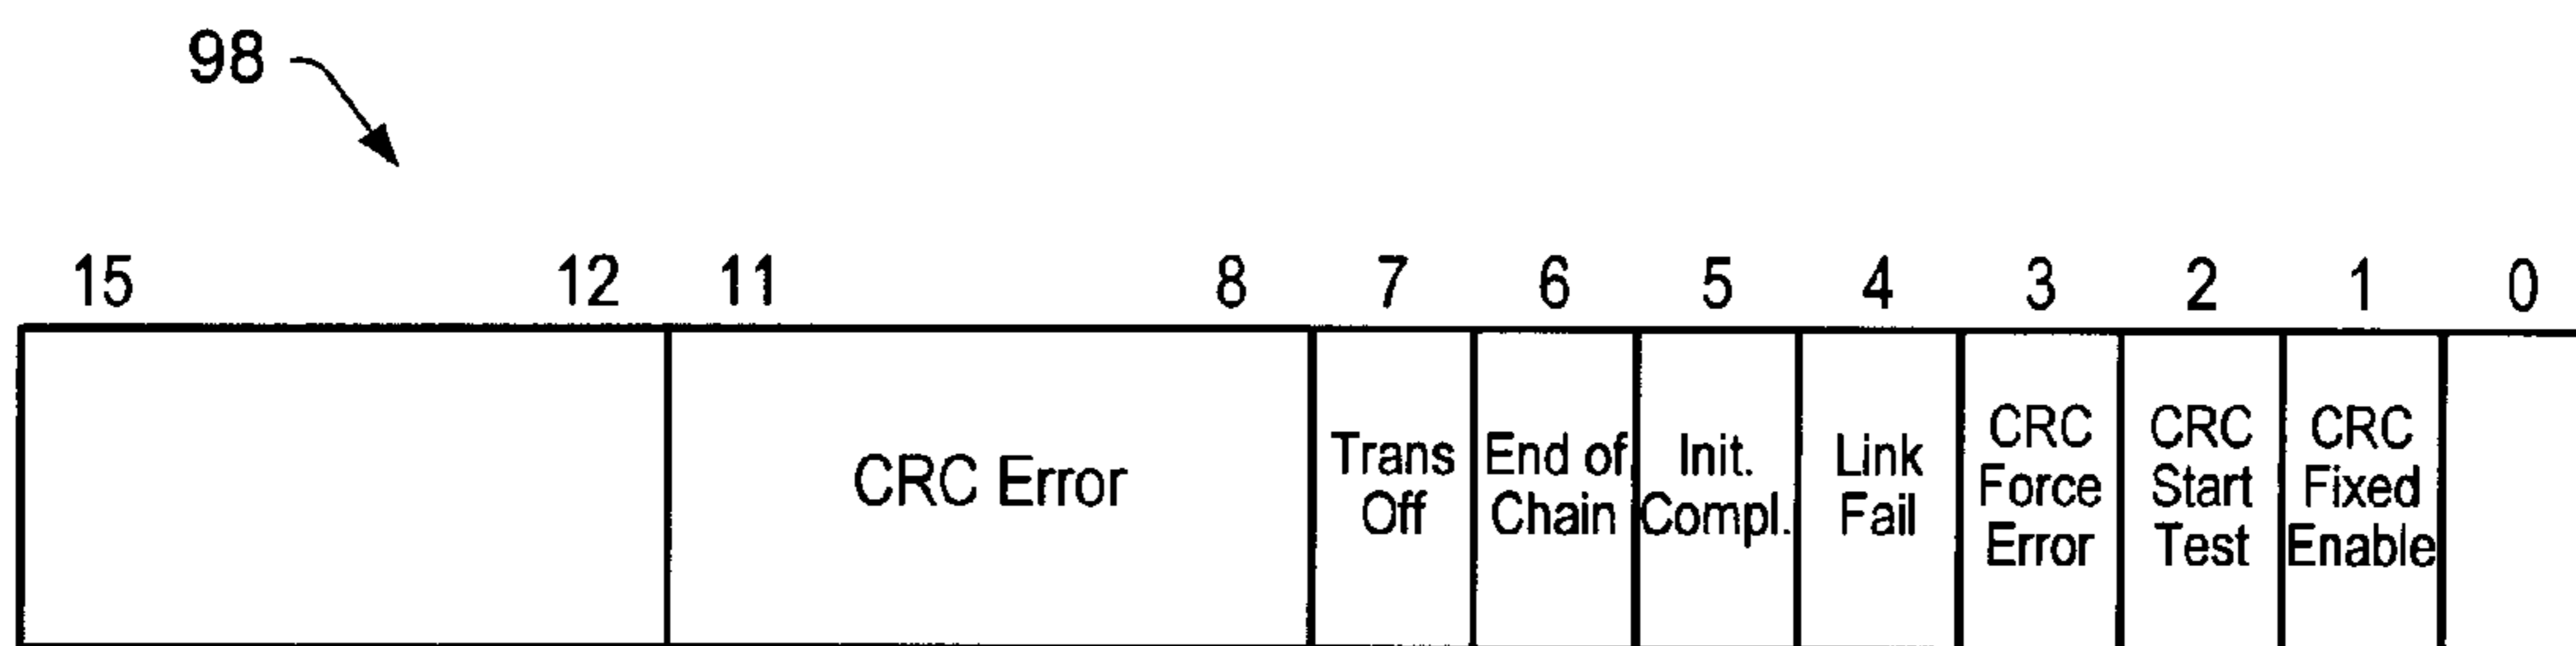 98
15 12 11 8 7 6 5 4 3 2 1 0
CRC Error
Trans
Off
End of
Chain
Init.
Compl.
Link
Fail
CRC
Force
Error
CRC
Start
Test
CRC
Fixed
Enable